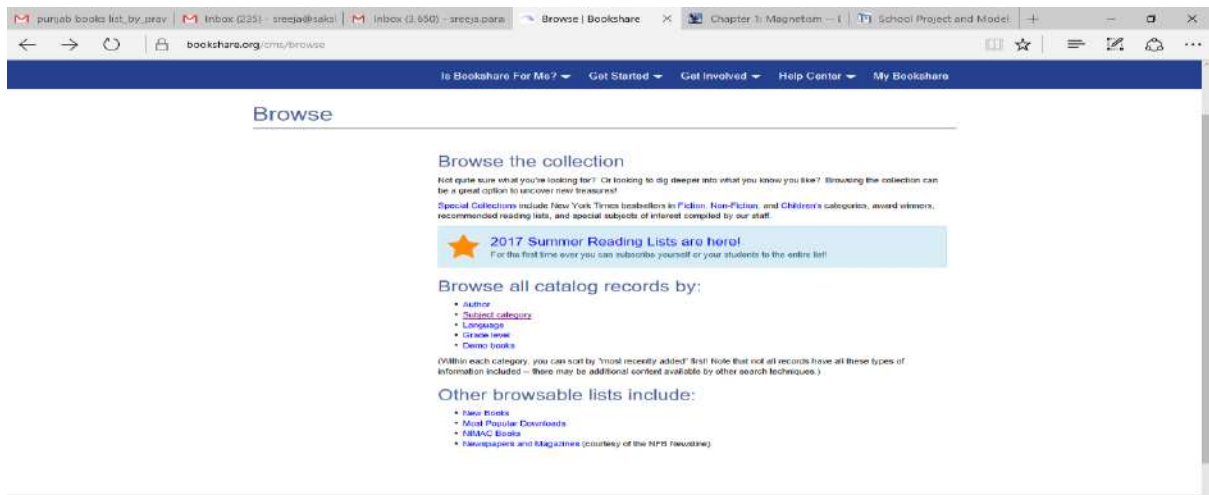 punjab books list_by_prav
Inbox (235) - sreeja@saksl
Inbox (3,650) - sreeja.para
Browse | Bookshare
Chapter 1: Magnetism
School Project and Model
bookshare.org/cms/browse
Is Bookshare For Me? Get Started Get Involved Help Center My Bookshare
Browse
Browse the collection
Not quite sure what you're looking for? Or looking to dig deeper into what you know you like? Browsing the collection can
be a great option to uncover new treasures!
Special Collections include New York Times bestsellers in Fiction, Non-Fiction, and Children's categories, award winners,
recommended reading lists, and special subjects of interest compiled by our staff.
2017 Summer Reading Lists are here!
For the first time ever you can subscribe yourself or your students to the entire list!
Browse all catalog records by:
• Author
• Subject category
• Language
• Grade level
• Demo books
(Within each category, you can sort by "most recently added" first! Note that not all records have all these types of
information included -- there may be additional content available by other search techniques.)
Other browsable lists include:
• New Books
• Most Popular Downloads
• NIMAC Books
• Newspapers and Magazines (courtesy of the NFB Newsline)